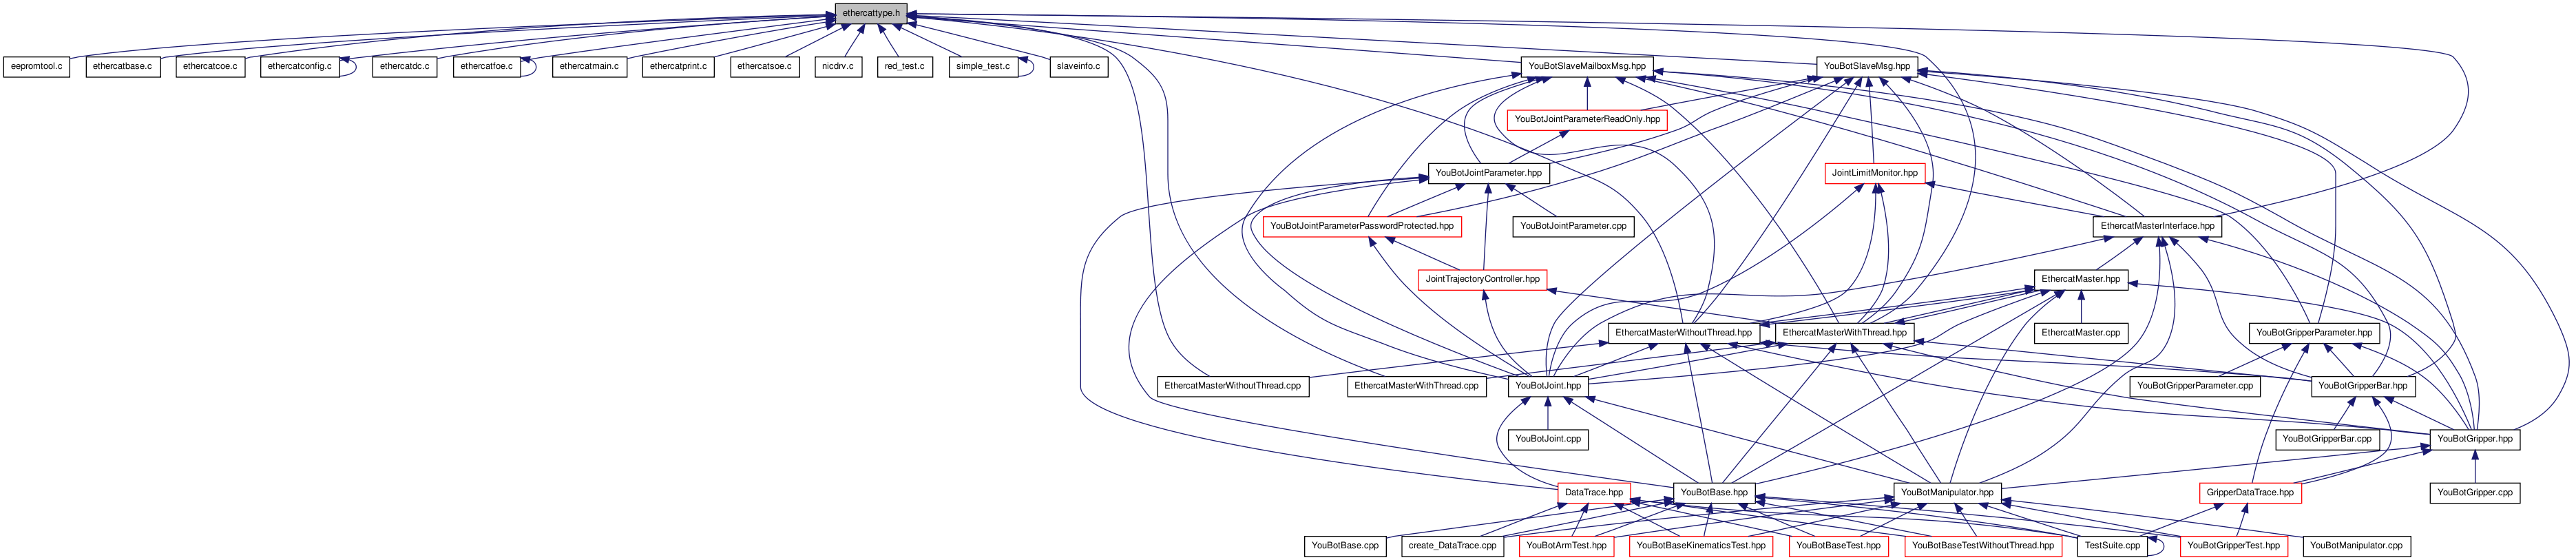 ethercattype.h
eepromtool.c
ethercatbase.c
ethercatcoe.c
ethercatconfig.c
ethercatdc.c
ethercatfoe.c
ethercatmain.c
ethercatprint.c
ethercatsoe.c
nicdrv.c
red_test.c
simple_test.c
slaveinfo.c
YouBotSlaveMailboxMsg.hpp
YouBotSlaveMsg.hpp
YouBotJointParameterReadOnly.hpp
YouBotJointParameter.hpp
JointLimitMonitor.hpp
YouBotJointParameterPasswordProtected.hpp
YouBotJointParameter.cpp
EthercatMasterInterface.hpp
JointTrajectoryController.hpp
EthercatMaster.hpp
EthercatMasterWithoutThread.hpp
EthercatMasterWithThread.hpp
EthercatMaster.cpp
YouBotGripperParameter.hpp
EthercatMasterWithoutThread.cpp
EthercatMasterWithThread.cpp
YouBotJoint.hpp
YouBotGripperParameter.cpp
YouBotGripperBar.hpp
YouBotJoint.cpp
YouBotGripperBar.cpp
YouBotGripper.hpp
DataTrace.hpp
YouBotBase.hpp
YouBotManipulator.hpp
GripperDataTrace.hpp
YouBotGripper.cpp
YouBotBase.cpp
create_DataTrace.cpp
YouBotArmTest.hpp
YouBotBaseKinematicsTest.hpp
YouBotBaseTest.hpp
YouBotBaseTestWithoutThread.hpp
TestSuite.cpp
YouBotGripperTest.hpp
YouBotManipulator.cpp